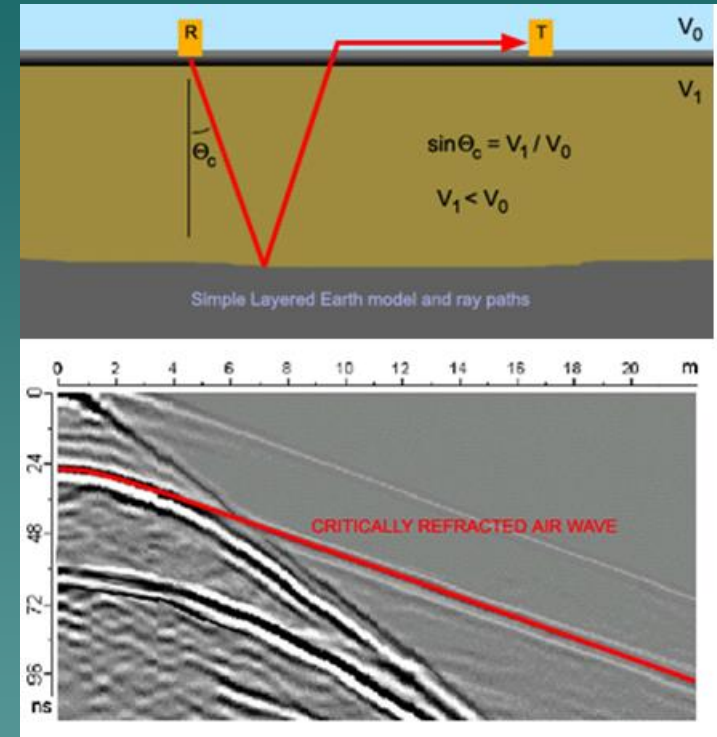 R
T
V₀
V₁
Θc
sinΘc = V₁ / V₀
V₁ < V₀
Simple Layered Earth model and ray paths
0 2 4 6 8 10 12 14 16 18 20 m
0
24
48
72
96
ns
CRITICALLY REFRACTED AIR WAVE